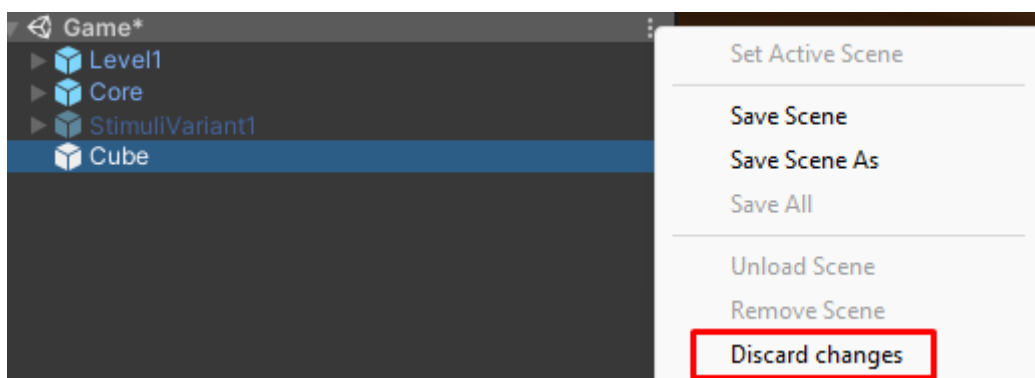 Game*
Level1
Core
StimuliVariant1
Cube
Set Active Scene
Save Scene
Save Scene As
Save All
Unload Scene
Remove Scene
Discard changes